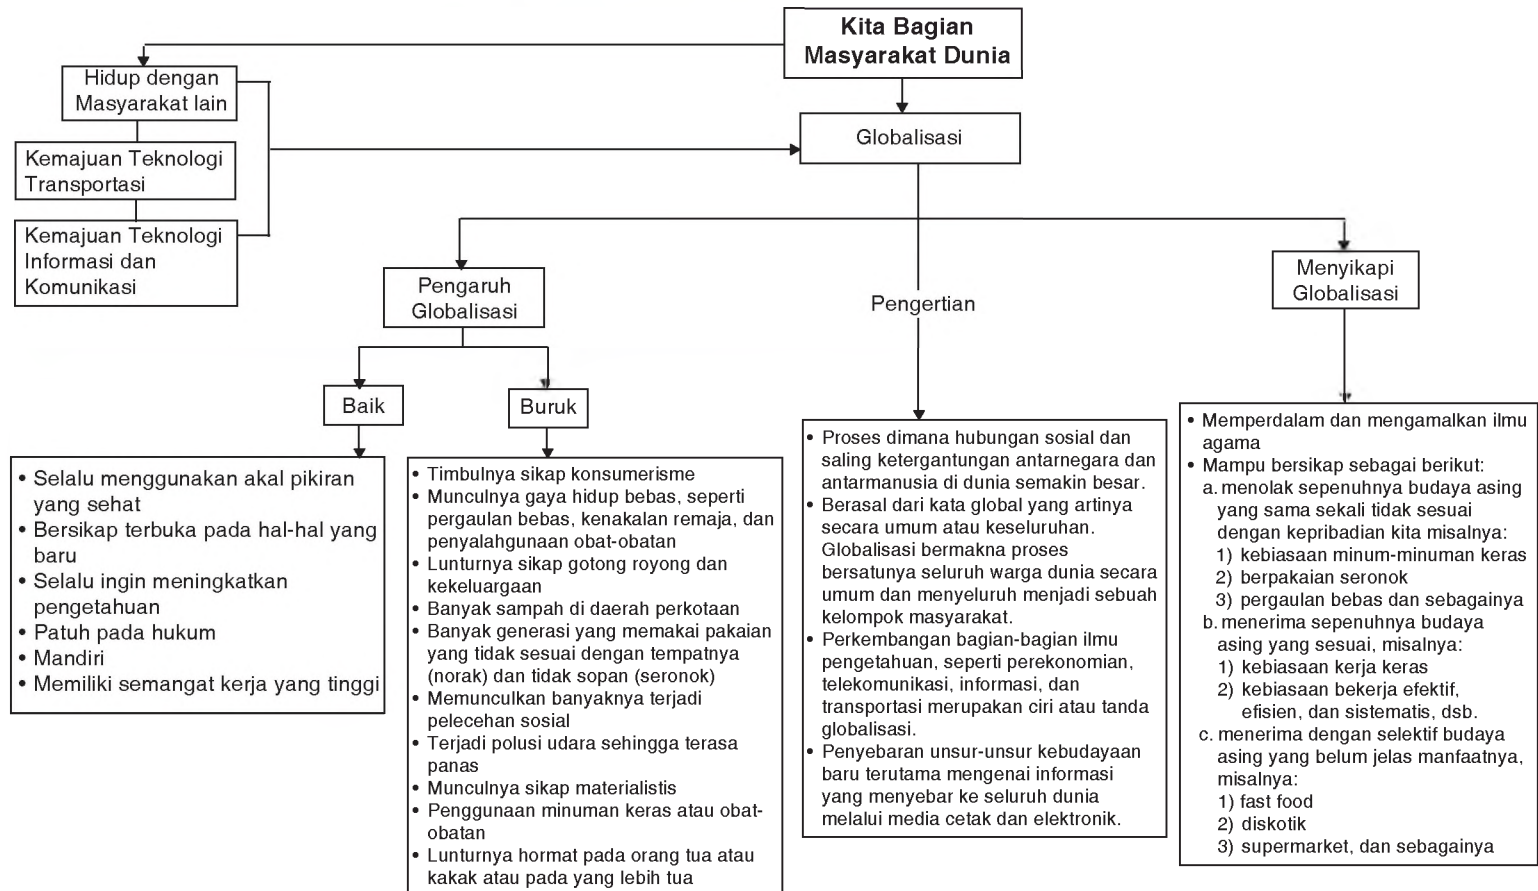 Kita Bagian
Masyarakat Dunia
Hidup dengan
Masyarakat lain
Kemajuan Teknologi
Transportasi
Kemajuan Teknologi
Informasi dan
Komunikasi
Globalisasi
Pengaruh
Globalisasi
Pengertian
Menyikapi
Globalisasi
Baik
Buruk
• Selalu menggunakan akal pikiran
yang sehat
• Bersikap terbuka pada hal-hal yang
baru
• Selalu ingin meningkatkan
pengetahuan
• Patuh pada hukum
• Mandiri
• Memiliki semangat kerja yang tinggi
• Timbulnya sikap konsumerisme
• Munculnya gaya hidup bebas, seperti
pergaulan bebas, kenakalan remaja, dan
penyalahgunaan obat-obatan
• Lunturnya sikap gotong royong dan
kekeluargaan
• Banyak sampah di daerah perkotaan
• Banyak generasi yang memakai pakaian
yang tidak sesuai dengan tempatnya
(norak) dan tidak sopan (seronok)
• Memunculkan banyaknya terjadi
pelecehan sosial
• Terjadi polusi udara sehingga terasa
panas
• Munculnya sikap materialistis
• Penggunaan minuman keras atau obat-
obatan
• Lunturnya hormat pada orang tua atau
kakak atau pada yang lebih tua
• Proses dimana hubungan sosial dan
saling ketergantungan antarnegara dan
antarmanusia di dunia semakin besar.
• Berasal dari kata global yang artinya
secara umum atau keseluruhan.
Globalisasi bermakna proses
bersatunya seluruh warga dunia secara
umum dan menyeluruh menjadi sebuah
kelompok masyarakat.
• Perkembangan bagian-bagian ilmu
pengetahuan, seperti perekonomian,
telekomunikasi, informasi, dan
transportasi merupakan ciri atau tanda
globalisasi.
• Penyebaran unsur-unsur kebudayaan
baru terutama mengenai informasi
yang menyebar ke seluruh dunia
melalui media cetak dan elektronik.
• Memperdalam dan mengamalkan ilmu
agama
• Mampu bersikap sebagai berikut:
a. menolak sepenuhnya budaya asing
yang sama sekali tidak sesuai
dengan kepribadian kita misalnya:
1) kebiasaan minum-minuman keras
2) berpakaian seronok
3) pergaulan bebas dan sebagainya
b. menerima sepenuhnya budaya
asing yang sesuai, misalnya:
1) kebiasaan kerja keras
2) kebiasaan bekerja efektif,
efisien, dan sistematis, dsb.
c. menerima dengan selektif budaya
asing yang belum jelas manfaatnya,
misalnya:
1) fast food
2) diskotik
3) supermarket, dan sebagainya